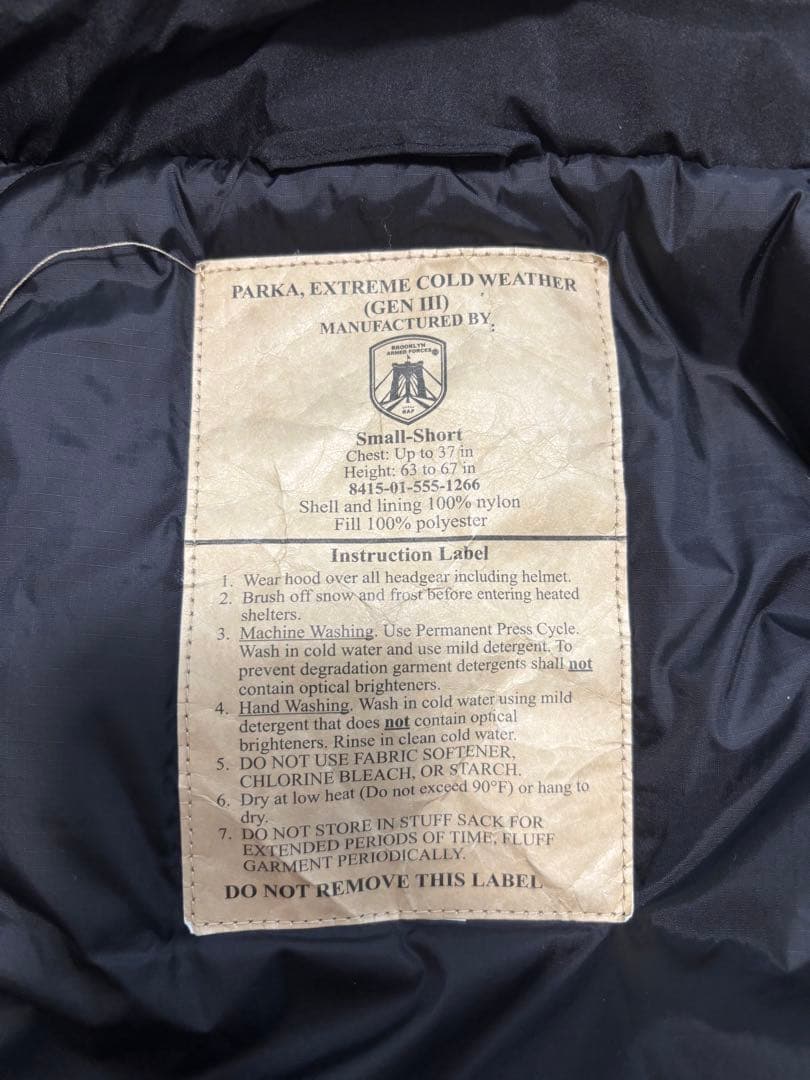 PARKA, EXTREME COLD WEATHER
(GEN III)
MANUFACTURED BY:
BROOKLYN
ARMED FORCES
BAF
Small-Short
Chest: Up to 37 in
Height: 63 to 67 in
8415-01-555-1266
Shell and lining 100% nylon
Fill 100% polyester
Instruction Label
1. Wear hood over all headgear including helmet.
2. Brush off snow and frost before entering heated
shelters.
3. Machine Washing. Use Permanent Press Cycle.
Wash in cold water and use mild detergent. To
prevent degradation garment detergents shall not
contain optical brighteners.
4. Hand Washing. Wash in cold water using mild
detergent that does not contain optical
brighteners. Rinse in clean cold water.
5. DO NOT USE FABRIC SOFTENER,
CHLORINE BLEACH, OR STARCH.
6. Dry at low heat (Do not exceed 90°F) or hang to
dry.
7. DO NOT STORE IN STUFF SACK FOR
EXTENDED PERIODS OF TIME, FLUFF
GARMENT PERIODICALLY.
DO NOT REMOVE THIS LABEL